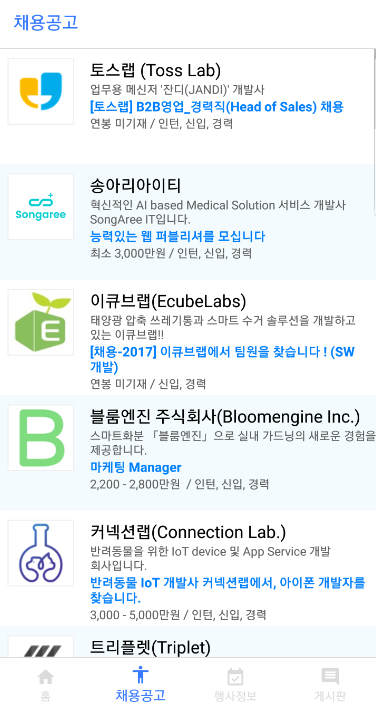 채용공고
토스랩 (Toss Lab)
업무용 메신저 '잔디(JANDI)' 개발사
[토스랩] B2B영업_경력직(Head of Sales) 채용
연봉 미기재 / 인턴, 신입, 경력
Songaree
송아리아이티
혁신적인 AI based Medical Solution 서비스 개발사
SongAree IT입니다.
능력있는 웹 퍼블리셔를 모십니다
최소 3,000만원 / 인턴, 신입, 경력
E
이큐브랩(EcubeLabs)
태양광 압축 쓰레기통과 스마트 수거 솔루션을 개발하고
있는 이큐브랩!!
[채용-2017] 이큐브랩에서 팀원을 찾습니다 ! (SW
개발)
연봉 미기재 / 신입, 경력
B
블룸엔진 주식회사(Bloomengine Inc.)
스마트화분 「블룸엔진」으로 실내 가드닝의 새로운 경험을
제공합니다.
마케팅 Manager
2,200 - 2,800만원 / 인턴, 신입, 경력
커넥션랩(Connection Lab.)
반려동물을 위한 IoT device 및 App Service 개발
회사입니다.
반려동물 IoT 개발사 커넥션랩에서, 아이폰 개발자를
찾습니다.
3,000 - 5,000만원 / 인턴, 신입, 경력
트리플렛(Triplet)
홈
채용공고
행사정보
게시판